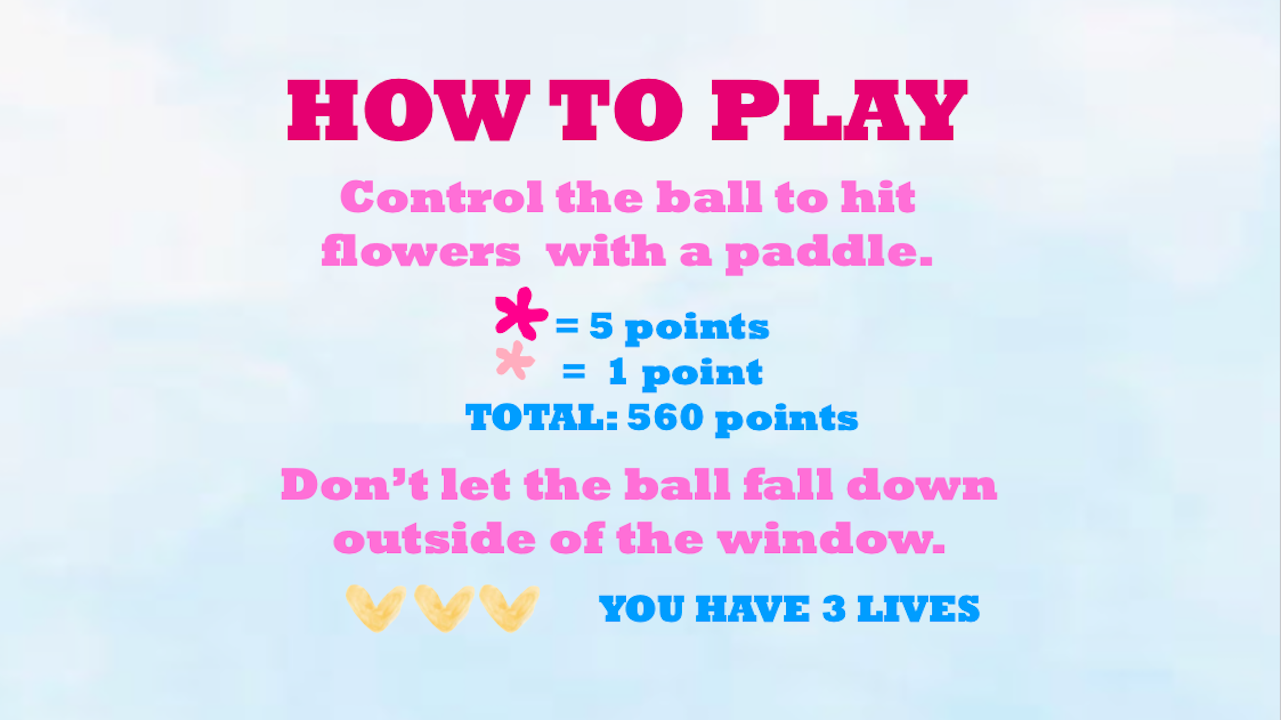 HOW TO PLAY
Control the ball to hit
flowers with a paddle.
= 5 points
= 1 point
TOTAL: 560 points
Don't let the ball fall down
outside of the window.
YOU HAVE 3 LIVES